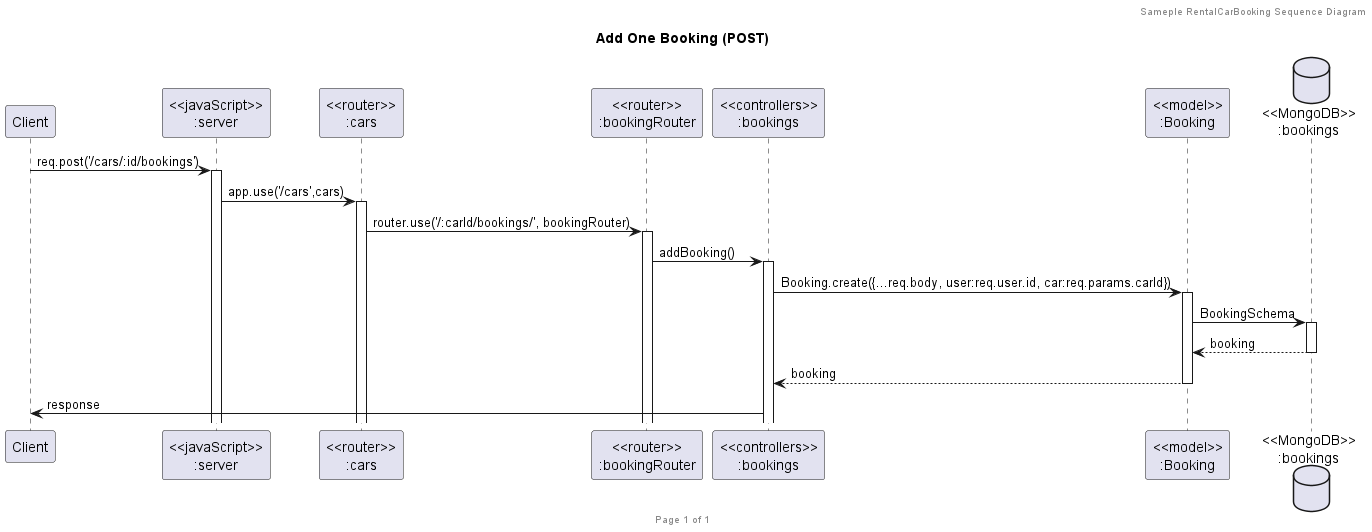 Sameple RentalCarBooking Sequence Diagram
Add One Booking (POST)
Client
<<javaScript>>
:server
<<router>>
:cars
<<router>>
:bookingRouter
<<controllers>>
:bookings
<<model>>
:Booking
<<MongoDB>>
:bookings
req.post('/cars/:id/bookings')
app.use('/cars',cars)
router.use('/:carId/bookings/', bookingRouter)
addBooking()
Booking.create({...req.body, user:req.user.id, car:req.params.carId})
BookingSchema
booking
booking
response
Client
<<javaScript>>
:server
<<router>>
:cars
<<router>>
:bookingRouter
<<controllers>>
:bookings
<<model>>
:Booking
<<MongoDB>>
:bookings
Page 1 of 1